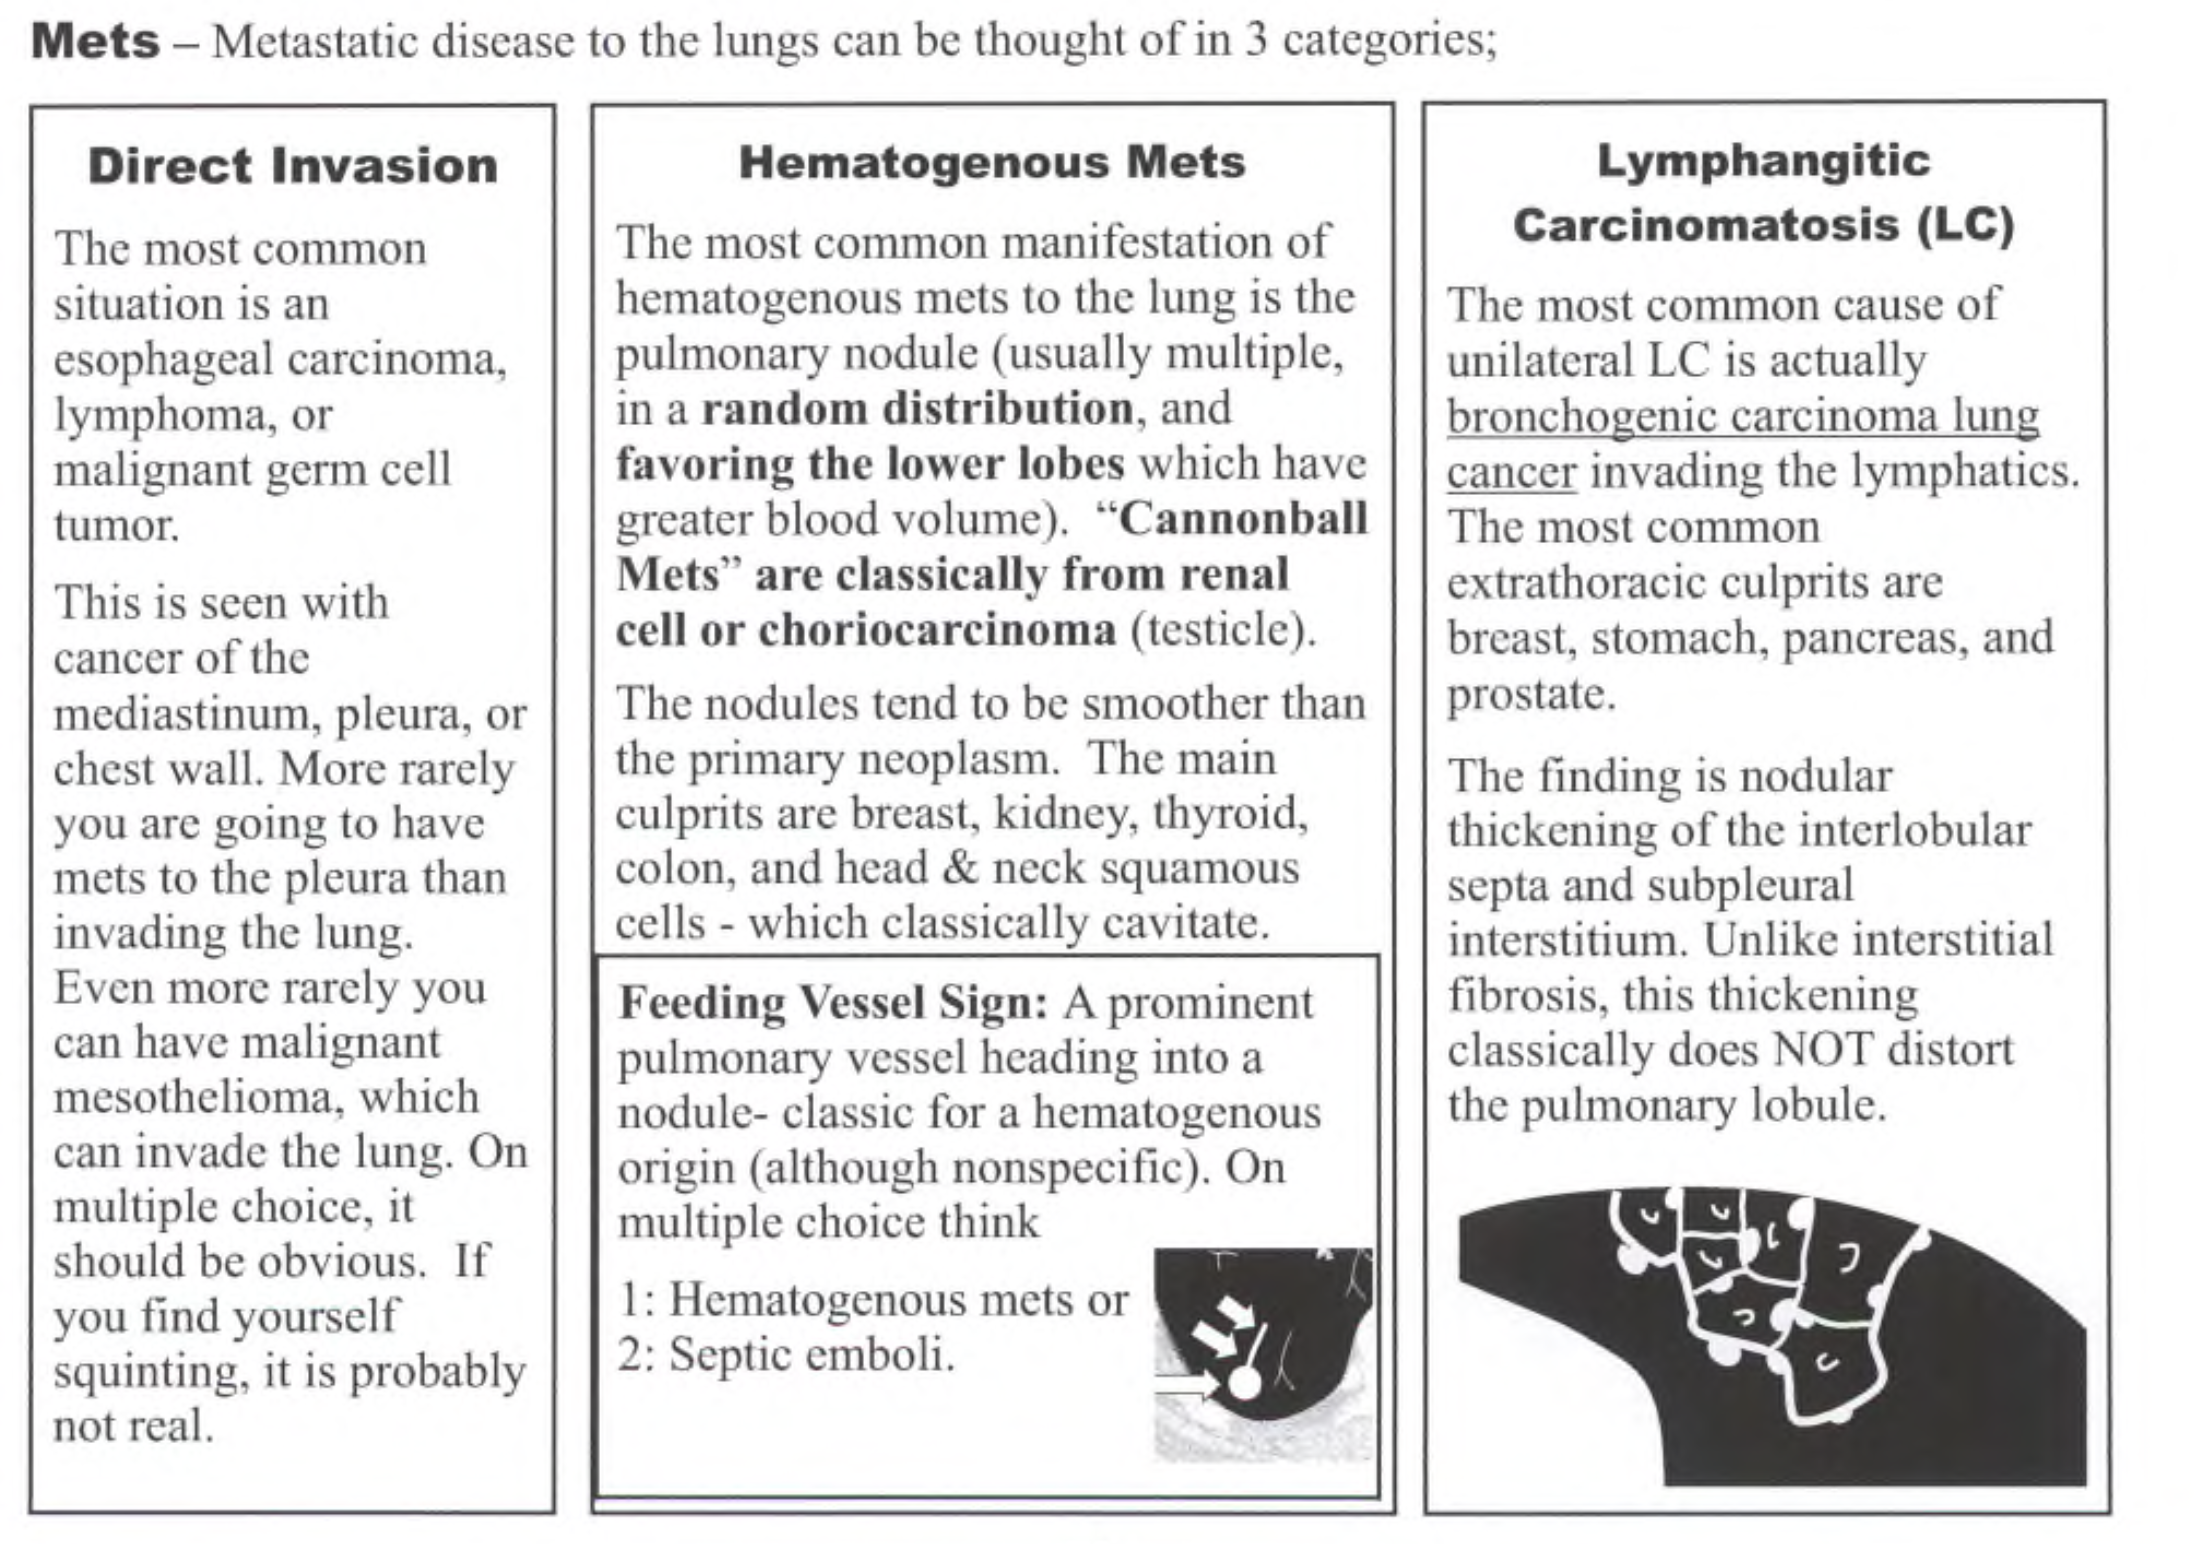 Mets – Metastatic disease to the lungs can be thought of in 3 categories;
Direct Invasion
The most common
situation is an
esophageal carcinoma,
lymphoma, or
malignant germ cell
tumor.
This is seen with
cancer of the
mediastinum, pleura, or
chest wall. More rarely
you are going to have
mets to the pleura than
invading the lung.
Even more rarely you
can have malignant
mesothelioma, which
can invade the lung. On
multiple choice, it
should be obvious. If
you find yourself
squinting, it is probably
not real.
Hematogenous Mets
The most common manifestation of
hematogenous mets to the lung is the
pulmonary nodule (usually multiple,
in a random distribution, and
favoring the lower lobes which have
greater blood volume). “Cannonball
Mets” are classically from renal
cell or choriocarcinoma (testicle).
The nodules tend to be smoother than
the primary neoplasm. The main
culprits are breast, kidney, thyroid,
colon, and head & neck squamous
cells - which classically cavitate.
Feeding Vessel Sign: A prominent
pulmonary vessel heading into a
nodule- classic for a hematogenous
origin (although nonspecific). On
multiple choice think
1: Hematogenous mets or
2: Septic emboli.
Lymphangitic
Carcinomatosis (LC)
The most common cause of
unilateral LC is actually
bronchogenic carcinoma lung
cancer invading the lymphatics.
The most common
extrathoracic culprits are
breast, stomach, pancreas, and
prostate.
The finding is nodular
thickening of the interlobular
septa and subpleural
interstitium. Unlike interstitial
fibrosis, this thickening
classically does NOT distort
the pulmonary lobule.